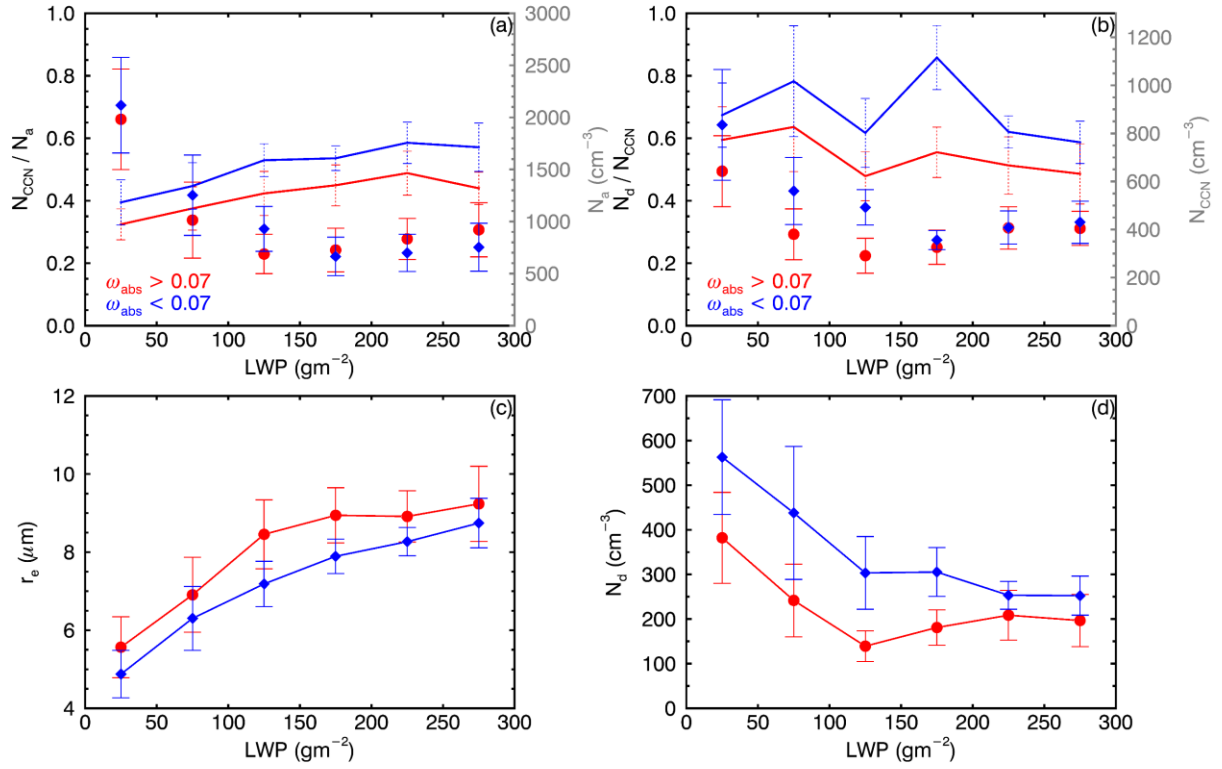 (a)
1.0
0.8
0.6
0.4
0.2
0.0
N_CCN / N_a
3000
2500
2000
1500
1000
500
0
N_a (cm⁻³)
ω_abs > 0.07
ω_abs < 0.07
0 50 100 150 200 250 300
LWP (gm⁻²)
(b)
1.0
0.8
0.6
0.4
0.2
0.0
N_d / N_CCN
1200
1000
800
600
400
200
0
N_CCN (cm⁻³)
ω_abs > 0.07
ω_abs < 0.07
0 50 100 150 200 250 300
LWP (gm⁻²)
(c)
12
10
8
6
4
r_e (μm)
0 50 100 150 200 250 300
LWP (gm⁻²)
(d)
700
600
500
400
300
200
100
0
N_d (cm⁻³)
0 50 100 150 200 250 300
LWP (gm⁻²)